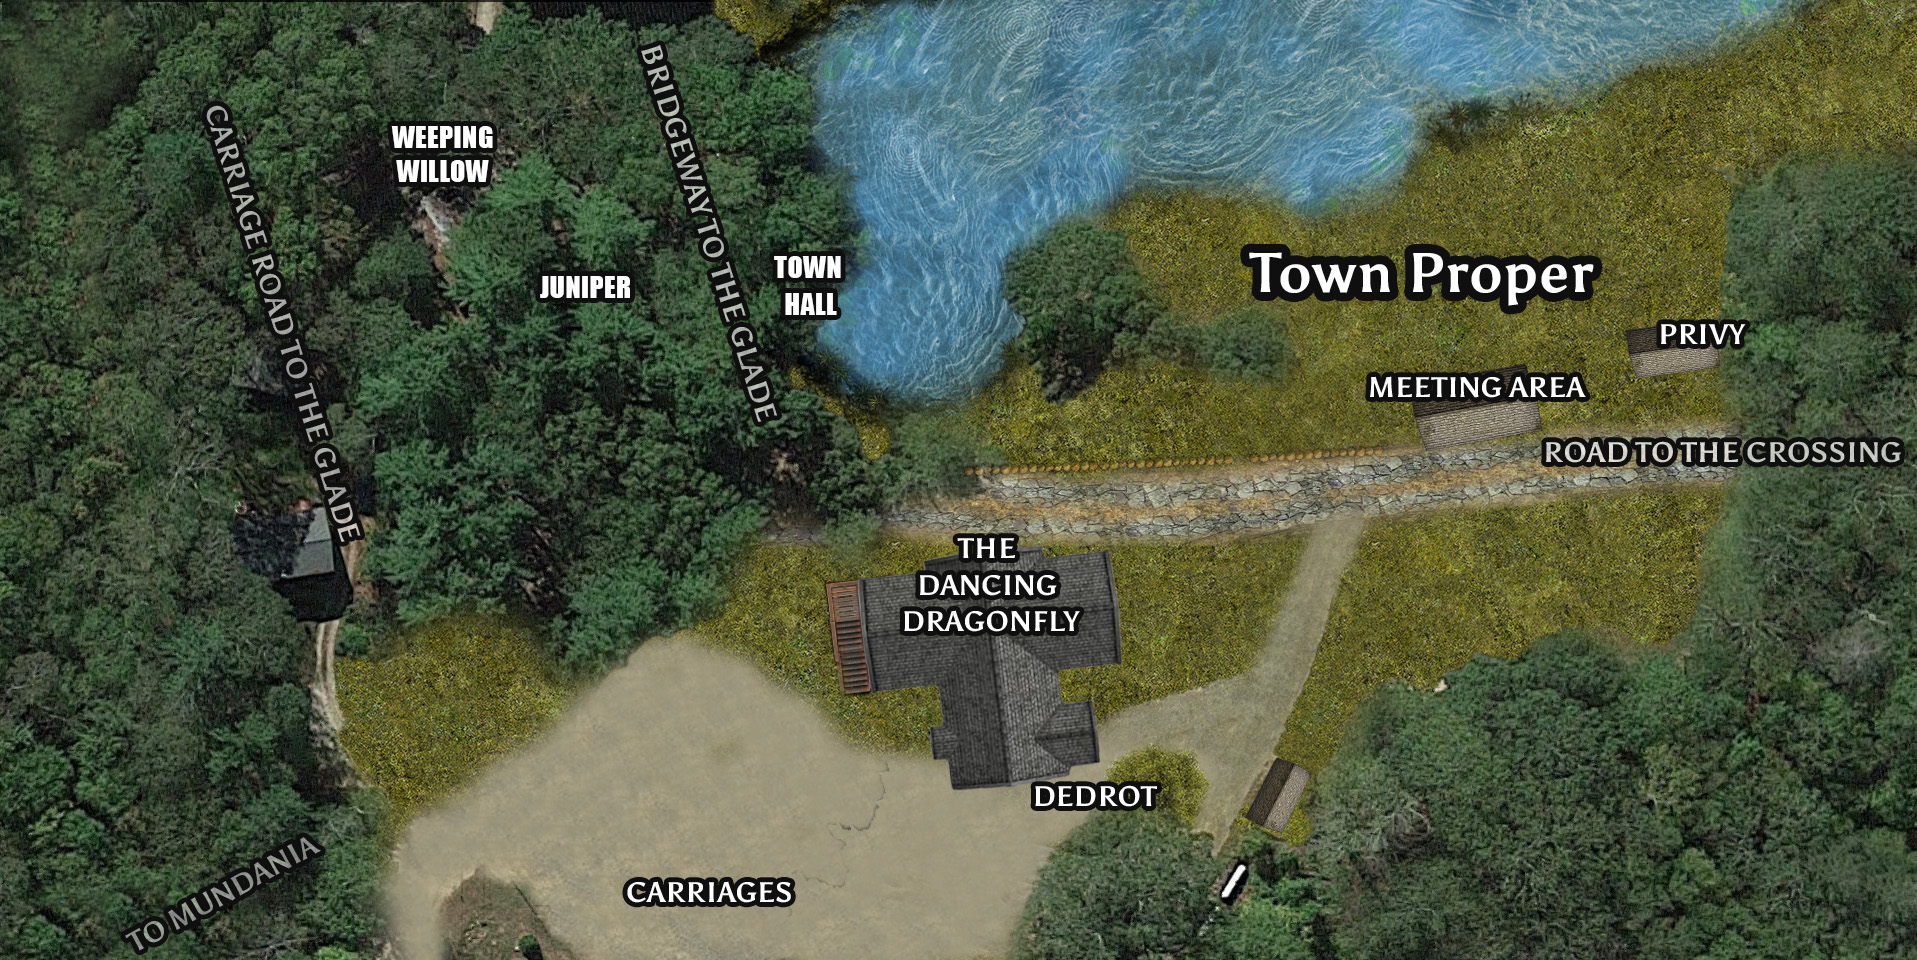 CARRIAGE ROAD TO THE GLADE
WEEPING
WILLOW
JUNIPER
BRIDGEWAY TO THE GLADE
TOWN
HALL
Town Proper
PRIVY
MEETING AREA
ROAD TO THE CROSSING
THE
DANCING
DRAGONFLY
DEDROT
CARRIAGES
TO MUNDANIA